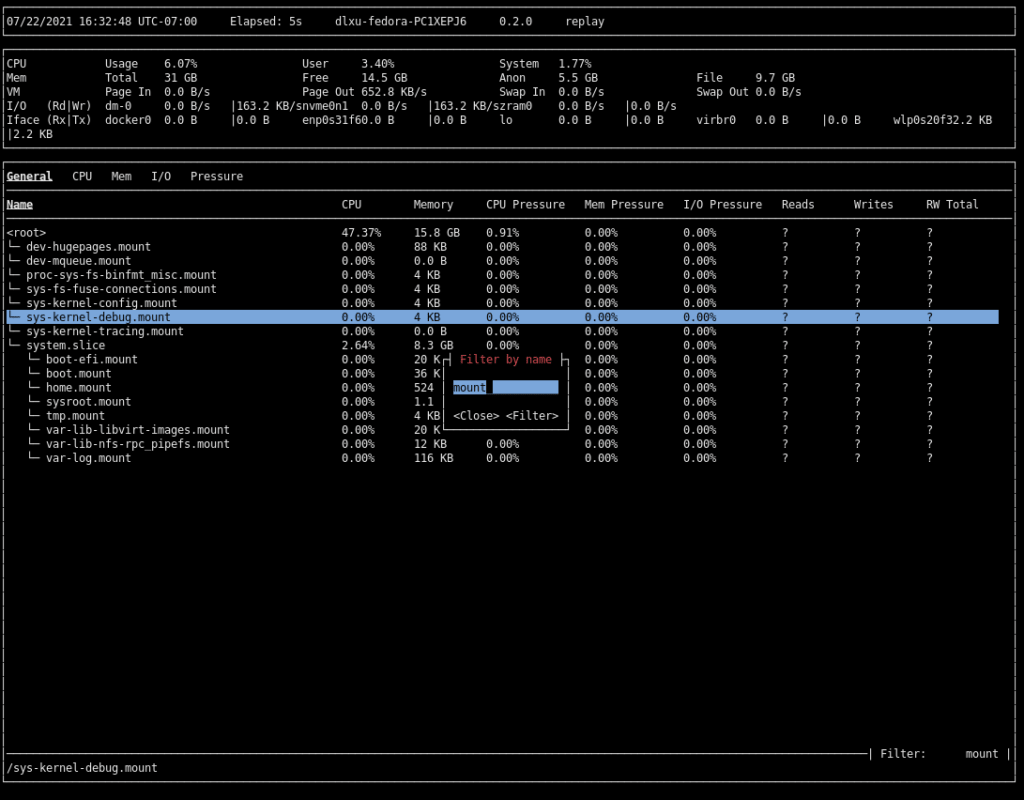 07/22/2021 16:32:48 UTC-07:00 Elapsed: 5s dlxu-fedora-PC1XEPJ6 0.2.0 replay
CPU Usage 6.07% User 3.40% System 1.77%
Mem Total 31 GB Free 14.5 GB Anon 5.5 GB File 9.7 GB
VM Page In 0.0 B/s Page Out 652.8 KB/s Swap In 0.0 B/s Swap Out 0.0 B/s
I/O (Rd|Wr) dm-0 0.0 B/s |163.2 KB/snvme0n1 0.0 B/s |163.2 KB/szram0 0.0 B/s |0.0 B/s
Iface (Rx|Tx) docker0 0.0 B |0.0 B enp0s31f60.0 B |0.0 B lo 0.0 B |0.0 B virbr0 0.0 B |0.0 B wlp0s20f32.2 KB
|2.2 KB
General CPU Mem I/O Pressure
Name CPU Memory CPU Pressure Mem Pressure I/O Pressure Reads Writes RW Total
<root> 47.37% 15.8 GB 0.91% 0.00% 0.00% ? ? ?
└─ dev-hugepages.mount 0.00% 88 KB 0.00% 0.00% 0.00% ? ? ?
└─ dev-mqueue.mount 0.00% 0.0 B 0.00% 0.00% 0.00% ? ? ?
└─ proc-sys-fs-binfmt_misc.mount 0.00% 4 KB 0.00% 0.00% 0.00% ? ? ?
└─ sys-fs-fuse-connections.mount 0.00% 4 KB 0.00% 0.00% 0.00% ? ? ?
└─ sys-kernel-config.mount 0.00% 4 KB 0.00% 0.00% 0.00% ? ? ?
└─ sys-kernel-debug.mount 0.00% 4 KB 0.00% 0.00% 0.00% ? ? ?
└─ sys-kernel-tracing.mount 0.00% 0.0 B 0.00% 0.00% 0.00% ? ? ?
└─ system.slice 2.64% 8.3 GB 0.00% 0.00% 0.00% ? ? ?
└─ boot-efi.mount 0.00% 20 K Filter by name 0.00% 0.00% ? ? ?
└─ boot.mount 0.00% 36 K 0.00% 0.00% ? ? ?
└─ home.mount 0.00% 524 mount 0.00% 0.00% ? ? ?
└─ sysroot.mount 0.00% 1.1 0.00% 0.00% ? ? ?
└─ tmp.mount 0.00% 4 KB <Close> <Filter> 0.00% 0.00% ? ? ?
└─ var-lib-libvirt-images.mount 0.00% 20 K 0.00% 0.00% ? ? ?
└─ var-lib-nfs-rpc_pipefs.mount 0.00% 12 KB 0.00% 0.00% 0.00% ? ? ?
└─ var-log.mount 0.00% 116 KB 0.00% 0.00% 0.00% ? ? ?
Filter: mount
/sys-kernel-debug.mount